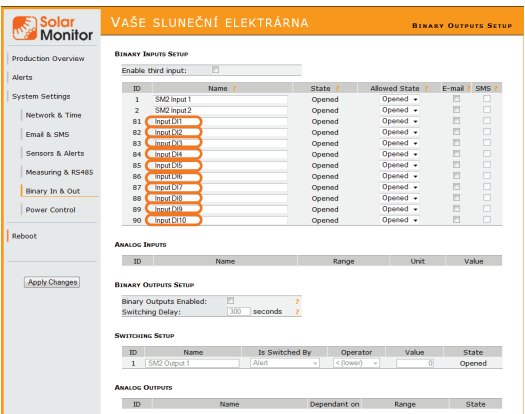 Solar
Monitor
VAŠE SLUNEČNÍ ELEKTRÁRNA
BINARY OUTPUTS SETUP
Production Overview
Alerts
System Settings
Network & Time
Email & SMS
Sensors & Alerts
Measuring & RS485
Binary In & Out
Power Control
Reboot
Apply Changes
BINARY INPUTS SETUP
Enable third input:
ID Name ? State ? Allowed State ? E-mail ? SMS ?
1 SM2 Input 1 Opened Opened
2 SM2 Input 2 Opened Opened
81 Input DI1 Opened Opened
82 Input DI2 Opened Opened
83 Input DI3 Opened Opened
84 Input DI4 Opened Opened
85 Input DI5 Opened Opened
86 Input DI6 Opened Opened
87 Input DI7 Opened Opened
88 Input DI8 Opened Opened
89 Input DI9 Opened Opened
90 Input DI10 Opened Opened
ANALOG INPUTS
ID Name Range Unit Value
BINARY OUTPUTS SETUP
Binary Outputs Enabled: ?
Switching Delay: 300 seconds ?
SWITCHING SETUP
ID Name Is Switched By Operator Value State
1 SM2 Output 1 Alert < (lower) 0 Opened
ANALOG OUTPUTS
ID Name Dependant on Range State